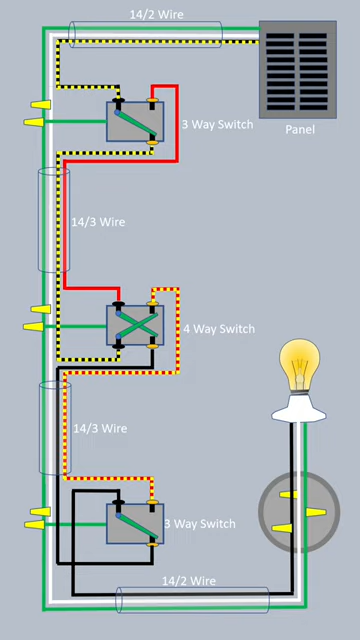 14/2 Wire
3 Way Switch
Panel
14/3 Wire
4 Way Switch
14/3 Wire
3 Way Switch
14/2 Wire